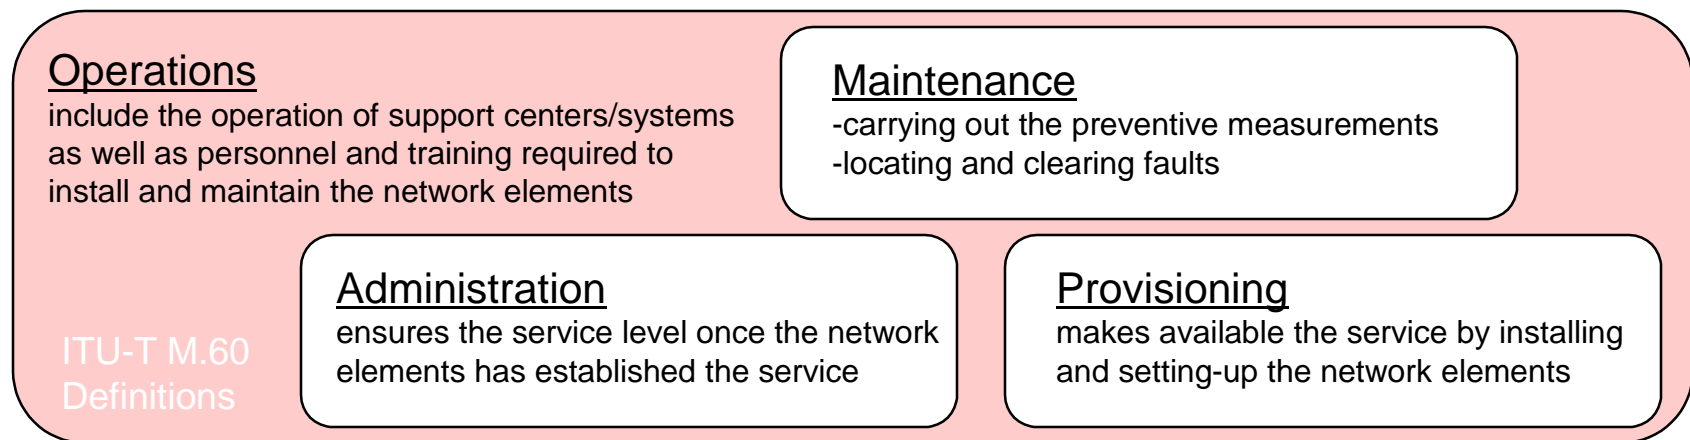 Operations
include the operation of support centers/systems
as well as personnel and training required to
install and maintain the network elements
Maintenance
-carrying out the preventive measurements
-locating and clearing faults
Administration
ensures the service level once the network
elements has established the service
Provisioning
makes available the service by installing
and setting-up the network elements
ITU-T M.60
Definitions